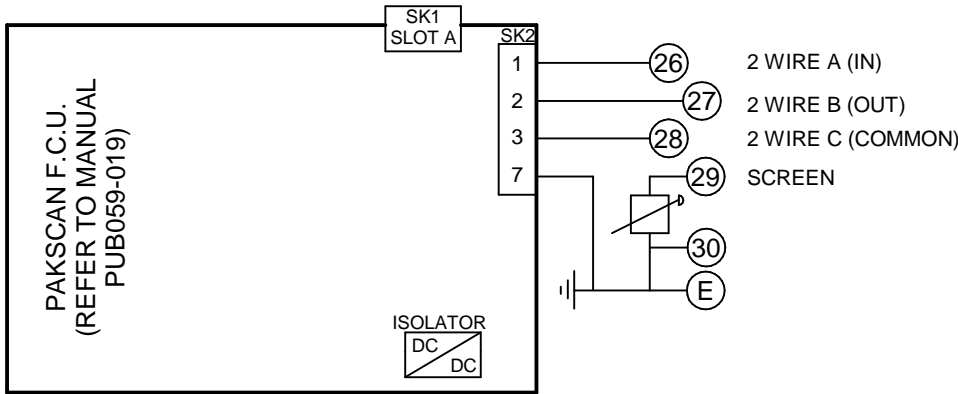 SK1
SLOT A
SK2
1
26
2 WIRE A (IN)
2
27
2 WIRE B (OUT)
3
28
2 WIRE C (COMMON)
7
29
SCREEN
30
E
PAKSCAN F.C.U.
(REFER TO MANUAL
PUB059-019)
ISOLATOR
DC
DC